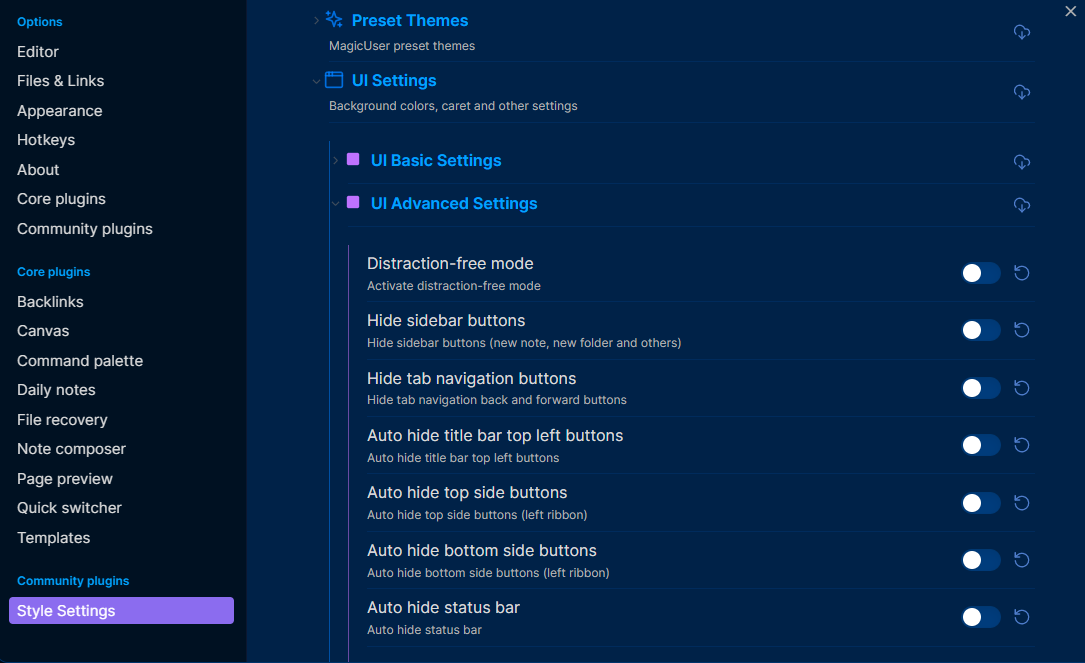 Options
Editor
Files & Links
Appearance
Hotkeys
About
Core plugins
Community plugins
Core plugins
Backlinks
Canvas
Command palette
Daily notes
File recovery
Note composer
Page preview
Quick switcher
Templates
Community plugins
Style Settings
Preset Themes
MagicUser preset themes
UI Settings
Background colors, caret and other settings
UI Basic Settings
UI Advanced Settings
Distraction-free mode
Activate distraction-free mode
Hide sidebar buttons
Hide sidebar buttons (new note, new folder and others)
Hide tab navigation buttons
Hide tab navigation back and forward buttons
Auto hide title bar top left buttons
Auto hide title bar top left buttons
Auto hide top side buttons
Auto hide top side buttons (left ribbon)
Auto hide bottom side buttons
Auto hide bottom side buttons (left ribbon)
Auto hide status bar
Auto hide status bar